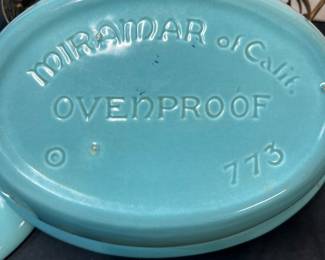 MIRAMAR of Calif.
OVENPROOF
© 773